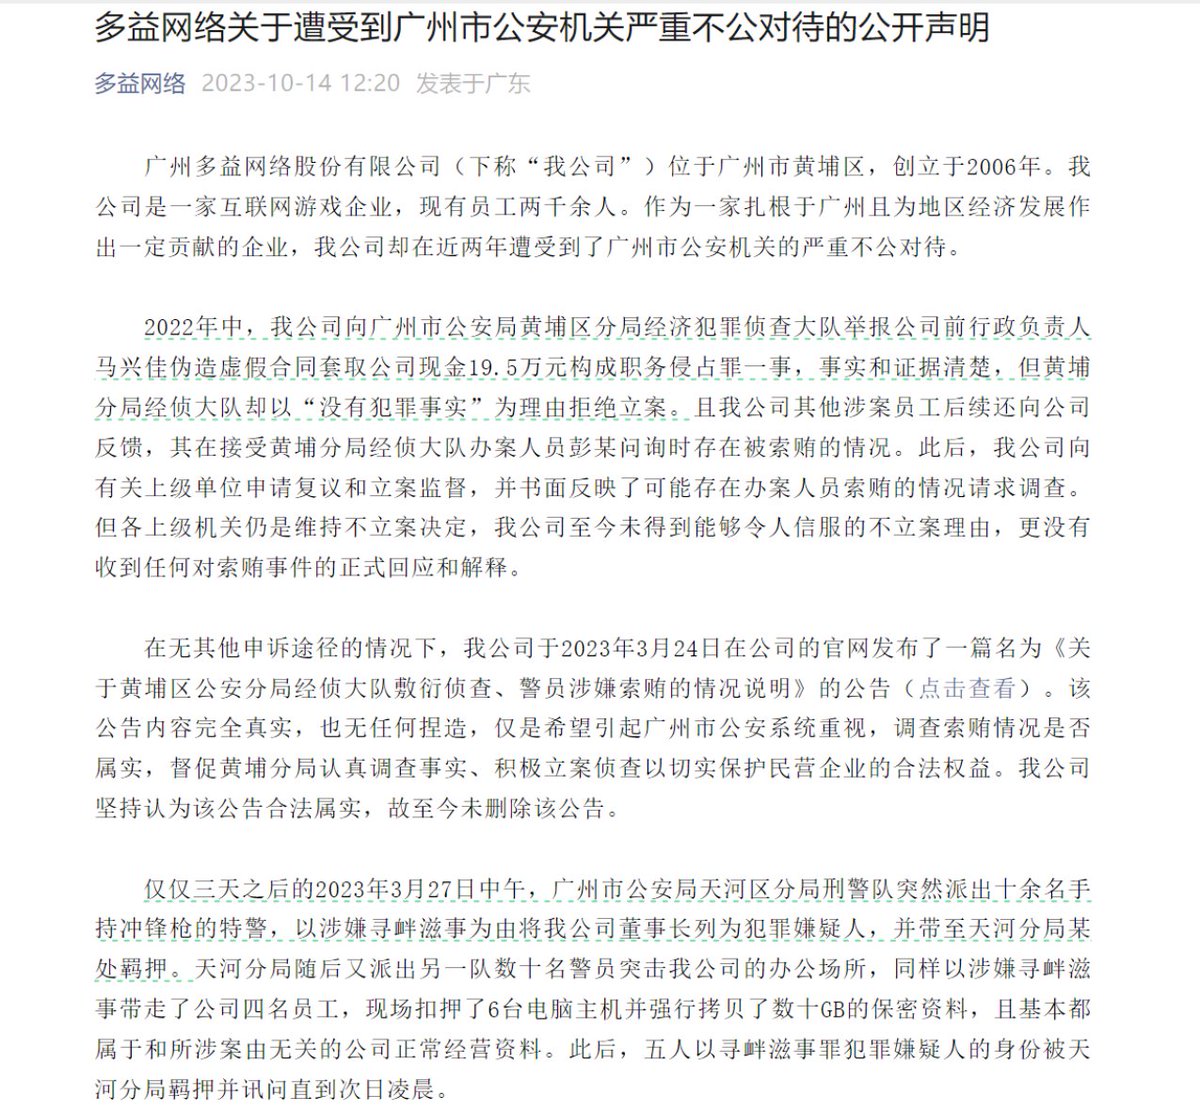 多益网络关于遭受到广州市公安机关严重不公对待的公开声明
多益网络 2023-10-14 12:20 发表于广东
广州多益网络股份有限公司（下称“我公司”）位于广州市黄埔区，创立于2006年。我
公司是一家互联网游戏企业，现有员工两千余人。作为一家扎根于广州且为地区经济发展作
出一定贡献的企业，我公司却在近两年遭受到了广州市公安机关的严重不公对待。
2022年中，我公司向广州市公安局黄埔区分局经济犯罪侦查大队举报公司前行政负责人
马兴佳伪造虚假合同套取公司现金19.5万元构成职务侵占罪一事，事实和证据清楚，但黄埔
分局经侦大队却以“没有犯罪事实”为理由拒绝立案。且我公司其他涉案员工后续还向公司
反馈，其在接受黄埔分局经侦大队办案人员彭某问询时存在被索贿的情况。此后，我公司向
有关上级单位申请复议和立案监督，并书面反映了可能存在办案人员索贿的情况请求调查。
但各上级机关仍是维持不立案决定，我公司至今未得到能够令人信服的不立案理由，更没有
收到任何对索贿事件的正式回应和解释。
在无其他申诉途径的情况下，我公司于2023年3月24日在公司的官网发布了一篇名为《关
于黄埔区公安分局经侦大队敷衍侦查、警员涉嫌索贿的情况说明》的公告（点击查看）。该
公告内容完全真实，也无任何捏造，仅是希望引起广州市公安系统重视，调查索贿情况是否
属实，督促黄埔分局认真调查事实、积极立案侦查以切实保护民营企业的合法权益。我公司
坚持认为该公告合法属实，故至今未删除该公告。
仅仅三天之后的2023年3月27日中午，广州市公安局天河区分局刑警队突然派出十余名手
持冲锋枪的特警，以涉嫌寻衅滋事为由将我公司董事长列为犯罪嫌疑人，并带至天河分局某
处羁押。天河分局随后又派出另一队数十名警员突击我公司的办公场所，同样以涉嫌寻衅滋
事带走了公司四名员工，现场扣押了6台电脑主机并强行拷贝了数十GB的保密资料，且基本都
属于和所涉案由无关的公司正常经营资料。此后，五人以寻衅滋事罪犯罪嫌疑人的身份被天
河分局羁押并讯问直到次日凌晨。